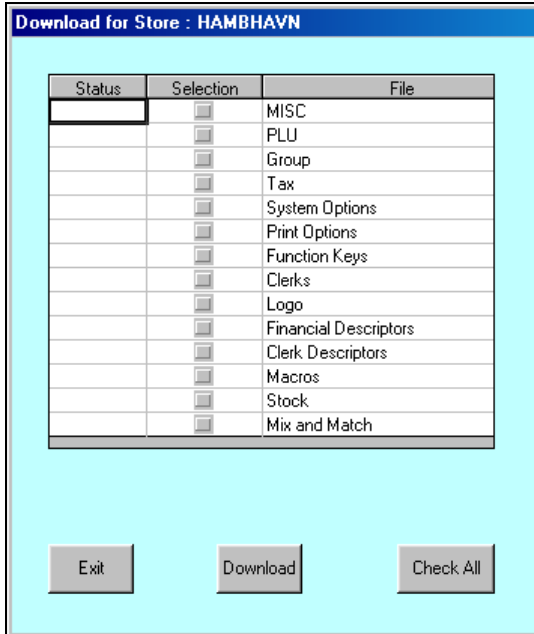 Download for Store : HAMBHAVN
Status Selection File
MISC
PLU
Group
Tax
System Options
Print Options
Function Keys
Clerks
Logo
Financial Descriptors
Clerk Descriptors
Macros
Stock
Mix and Match
Exit Download Check All